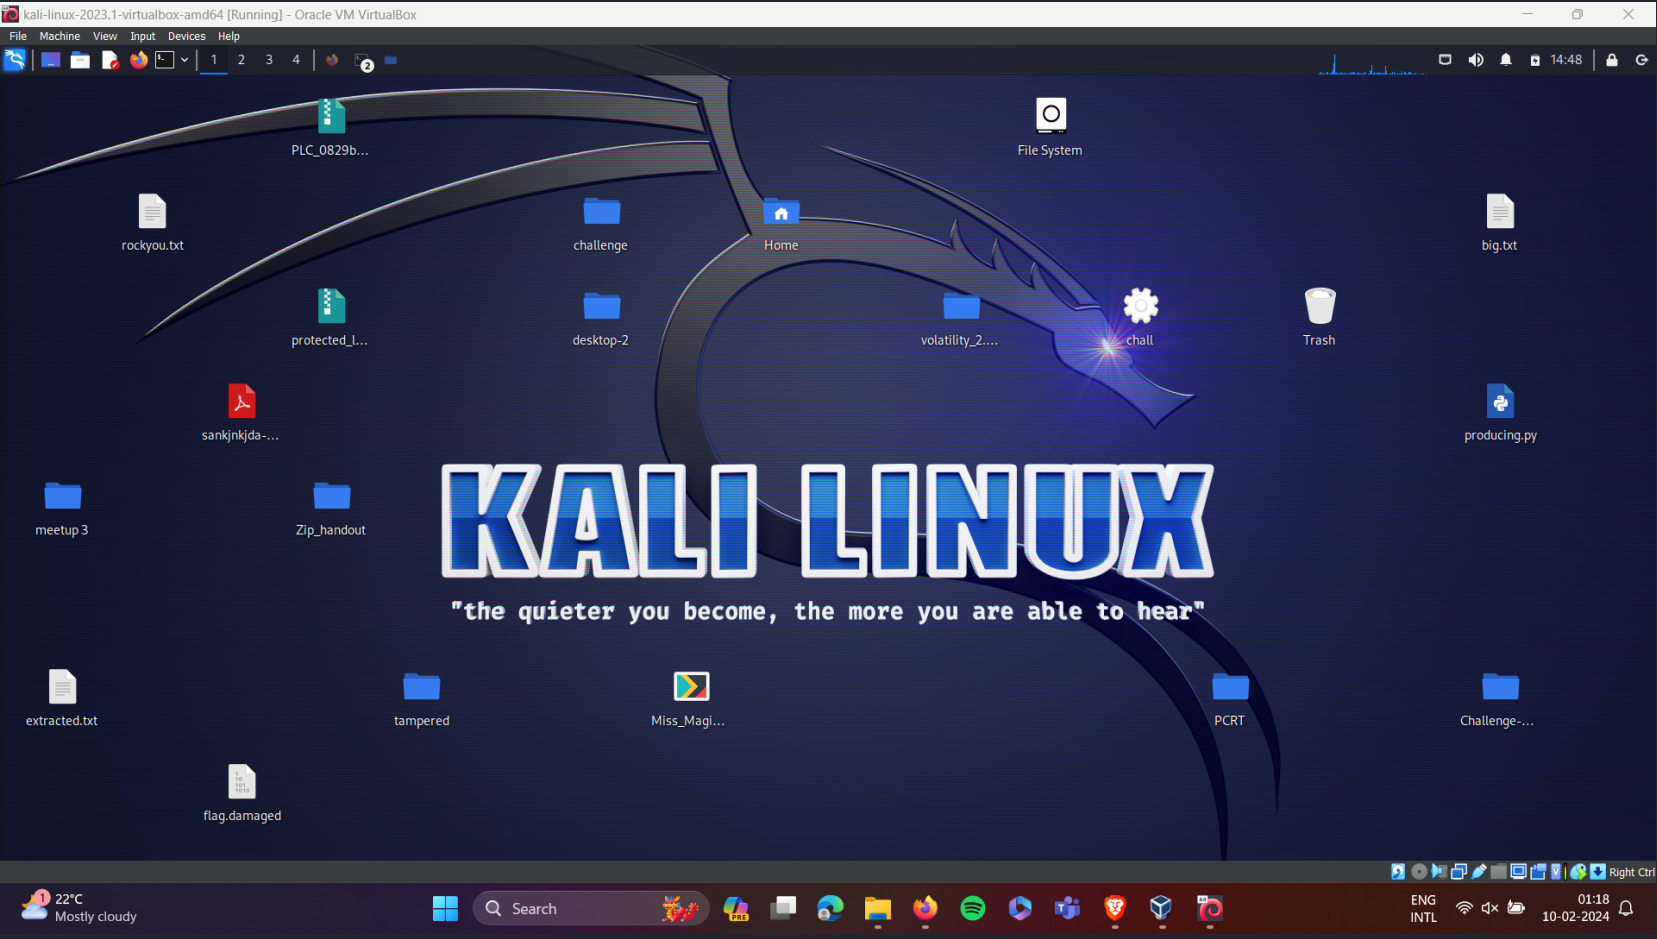 kali-linux-2023.1-virtualbox-amd64 [Running] - Oracle VM VirtualBox
File Machine View Input Devices Help
1 2 3 4 2 14:48
PLC_0829b...
File System
rockyou.txt
challenge
Home
big.txt
protected_l...
desktop-2
volatility_2....
chall
Trash
sankjnkjda-...
producing.py
meetup 3
Zip_handout
KALI LINUX
"the quieter you become, the more you are able to hear"
extracted.txt
tampered
Miss_Magi...
PCRT
Challenge-...
flag.damaged
Right Ctrl
1
22°C
Mostly cloudy
Search
PRE
ENG
INTL
01:18
10-02-2024